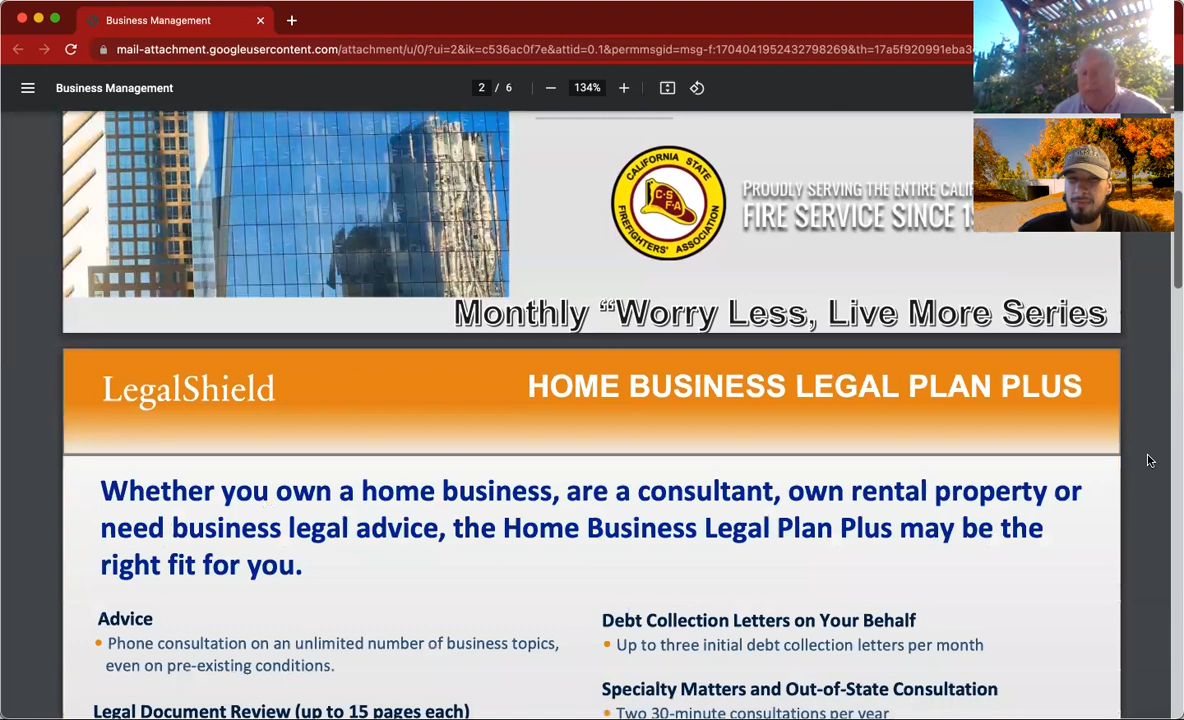 Business Management
mail-attachment.googleusercontent.com/attachment/u/0/?ui=2&ik=c536ac0f7e&attid=0.1&permmsgid=msg-f:1704041952432798269&th=17a5f920991eba3
Business Management
2 / 6
134%
CALIFORNIA STATE
C·S
F·A
FIREFIGHTERS' ASSOCIATION
PROUDLY SERVING THE ENTIRE
FIRE SERVICE SINCE
Monthly “Worry Less, Live More Series
LegalShield
HOME BUSINESS LEGAL PLAN PLUS
Whether you own a home business, are a consultant, own rental property or
need business legal advice, the Home Business Legal Plan Plus may be the
right fit for you.
Advice
• Phone consultation on an unlimited number of business topics,
even on pre-existing conditions.
Legal Document Review (up to 15 pages each)
Debt Collection Letters on Your Behalf
• Up to three initial debt collection letters per month
Specialty Matters and Out-of-State Consultation
• Two 30-minute consultations per year